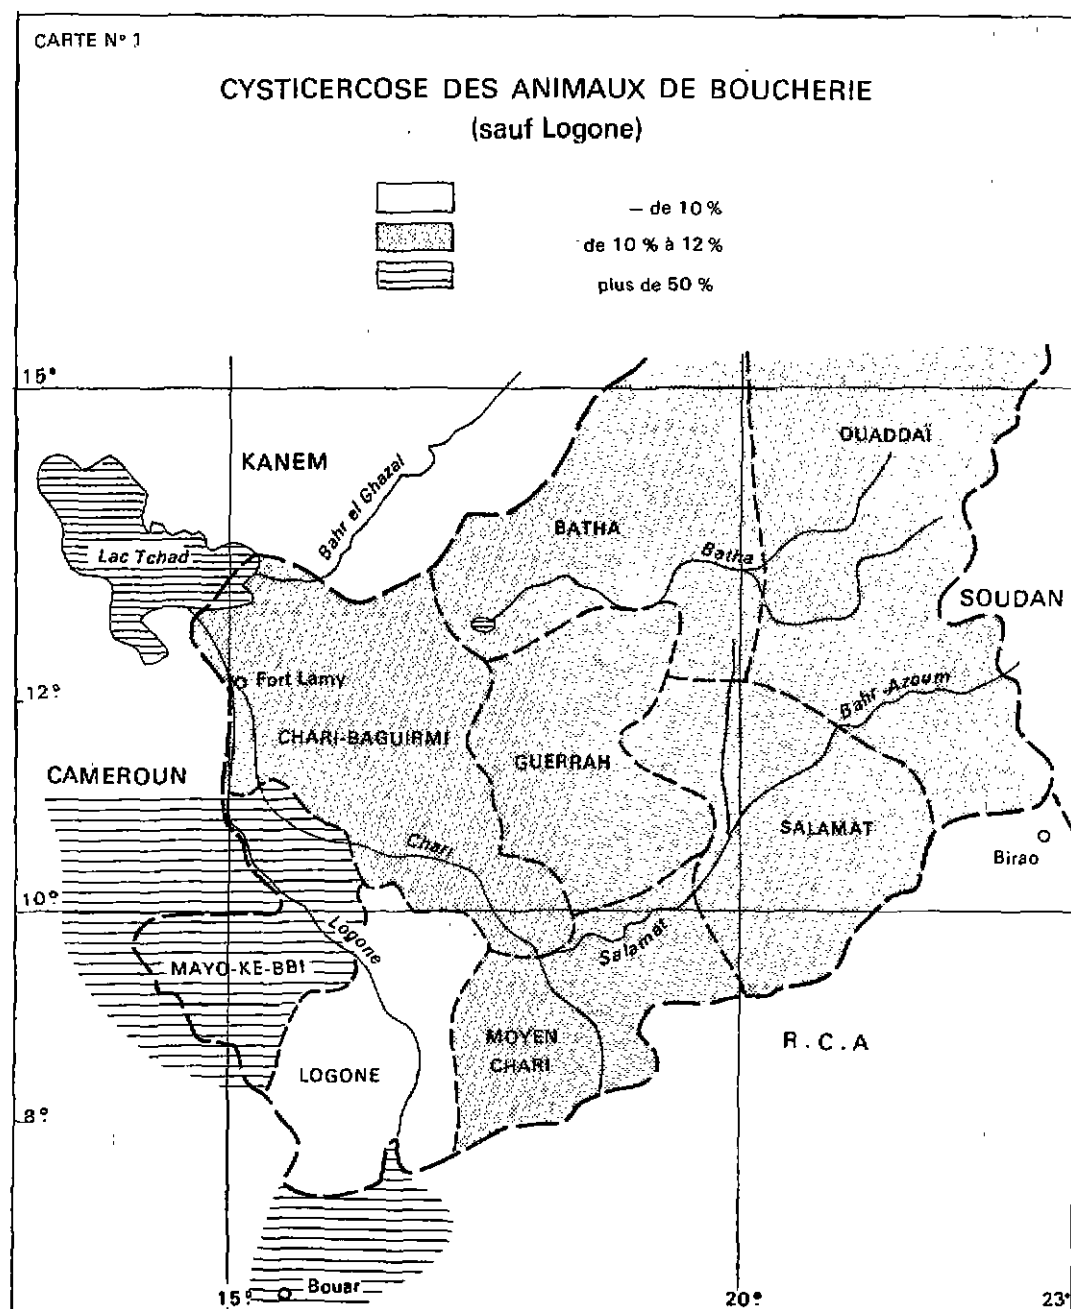 CARTE N° 1
CYSTICERCOSE DES ANIMAUX DE BOUCHERIE
(sauf Logone)
– de 10 %
de 10 % à 12 %
plus de 50 %
15°
OUADDAÏ
KANEM
Bahr el Ghazal
BATHA
Lac Tchad
Batha
SOUDAN
12°
Fort Lamy
Bahr-Azoum
CHARI-BAGUIRMI
GUERRAH
CAMEROUN
SALAMAT
Chari
Birao
10°
Logone
Salamat
MAYO-KE-BBI
MOYEN
CHARI
R.C.A
LOGONE
8°
Bouar
15°
20°
23°